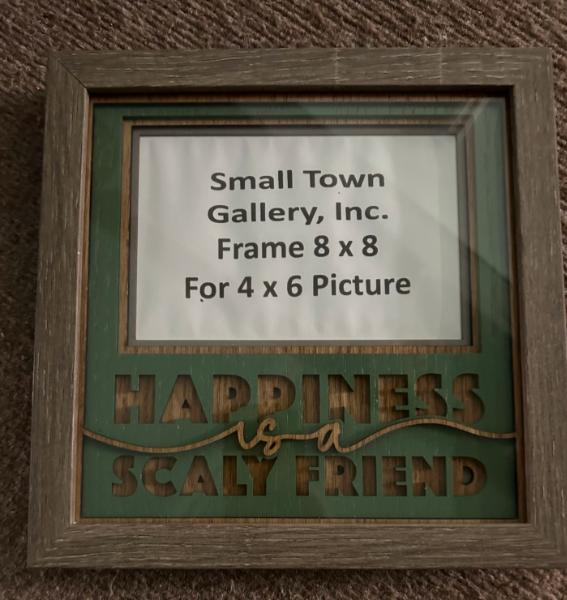 Small Town
Gallery, Inc.
Frame 8 x 8
For 4 x 6 Picture
HAPPINESS
is a
SCALY FRIEND